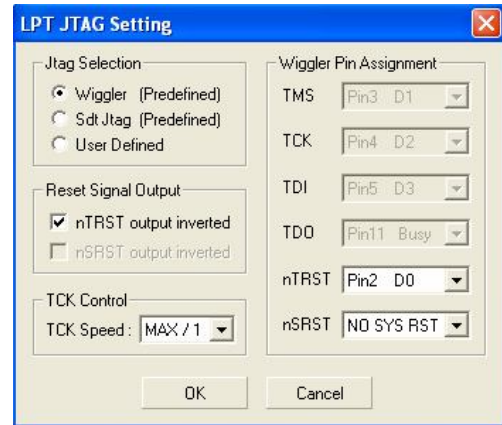 LPT JTAG Setting
Jtag Selection
Wiggler (Predefined)
Sdt Jtag (Predefined)
User Defined
Reset Signal Output
nTRST output inverted
nSRST output inverted
TCK Control
TCK Speed : MAX / 1
Wiggler Pin Assignment
TMS Pin3 D1
TCK Pin4 D2
TDI Pin5 D3
TDO Pin11 Busy
nTRST Pin2 D0
nSRST NO SYS RST
OK Cancel